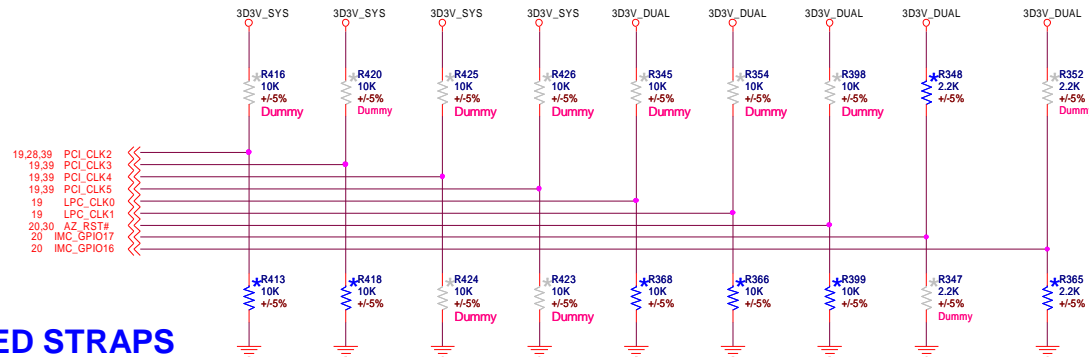 3D3V_SYS 3D3V_SYS 3D3V_SYS 3D3V_SYS 3D3V_DUAL 3D3V_DUAL 3D3V_DUAL 3D3V_DUAL 3D3V_DUAL
*R416 *R420 *R425 *R426 *R345 *R354 *R398 *R348 *R352
10K 10K 10K 10K 10K 10K 10K 2.2K 2.2K
+/-5% +/-5% +/-5% +/-5% +/-5% +/-5% +/-5% +/-5% +/-5%
Dummy Dummy Dummy Dummy Dummy Dummy Dummy Dummy
19,28,39 PCI_CLK2
19,39 PCI_CLK3
19,39 PCI_CLK4
19,39 PCI_CLK5
19 LPC_CLK0
19 LPC_CLK1
20,30 AZ_RST#
20 IMC_GPIO17
20 IMC_GPIO16
*R413 *R418 *R424 *R423 *R368 *R366 *R399 *R347 *R365
10K 10K 10K 10K 10K 10K 10K 2.2K 2.2K
+/-5% +/-5% +/-5% +/-5% +/-5% +/-5% +/-5% +/-5% +/-5%
Dummy Dummy Dummy
ED STRAPS